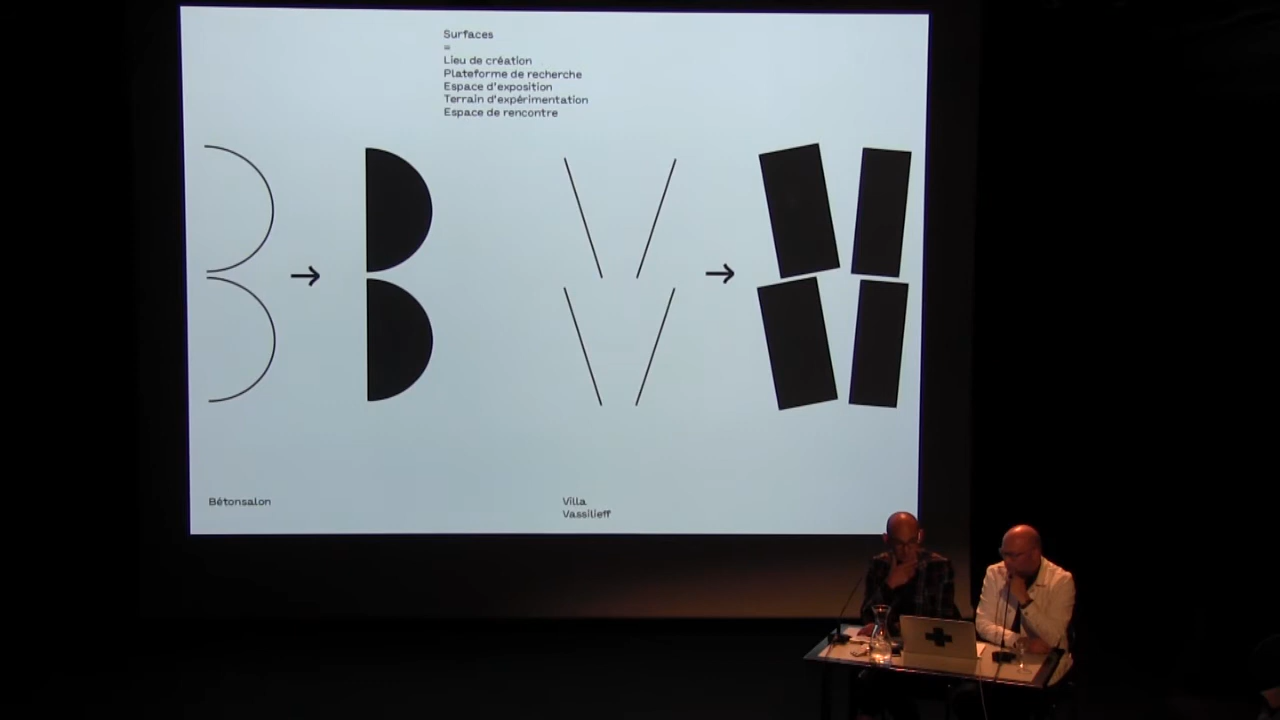 Surfaces
=
Lieu de création
Plateforme de recherche
Espace d'exposition
Terrain d'expérimentation
Espace de rencontre
Bétonsalon
Villa
Vassilieff